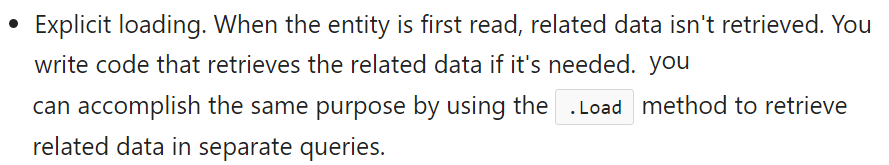 • Explicit loading. When the entity is first read, related data isn't retrieved. You
write code that retrieves the related data if it's needed. you
can accomplish the same purpose by using the .Load method to retrieve
related data in separate queries.